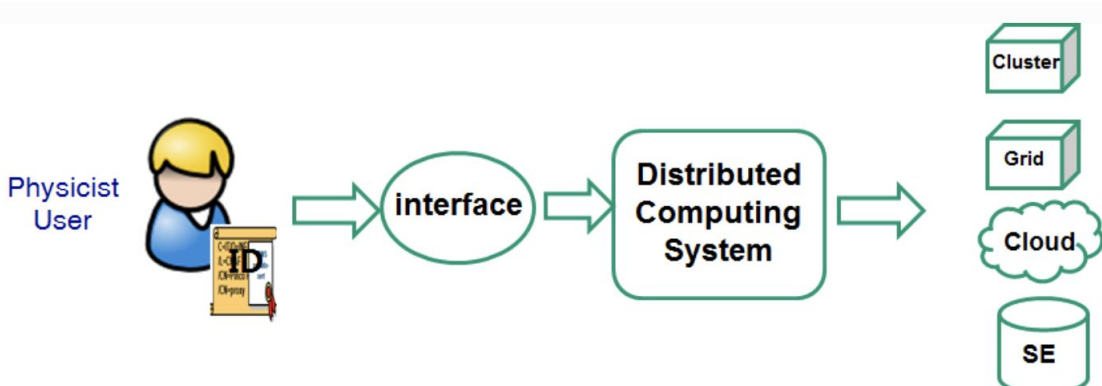 Physicist
User
ID
interface
Distributed
Computing
System
Cluster
Grid
Cloud
SE